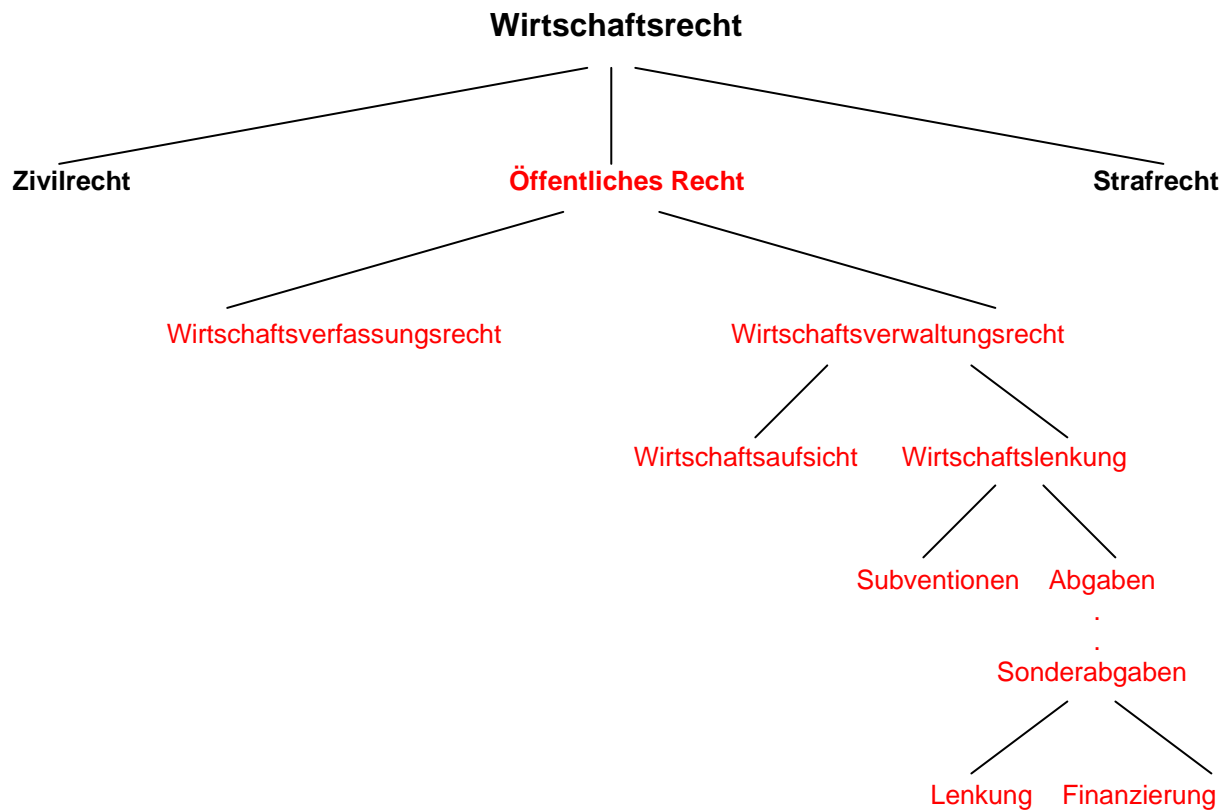 Wirtschaftsrecht
Zivilrecht Öffentliches Recht Strafrecht
Wirtschaftsverfassungsrecht Wirtschaftsverwaltungsrecht
Wirtschaftsaufsicht Wirtschaftslenkung
Subventionen Abgaben
.
.
Sonderabgaben
Lenkung Finanzierung